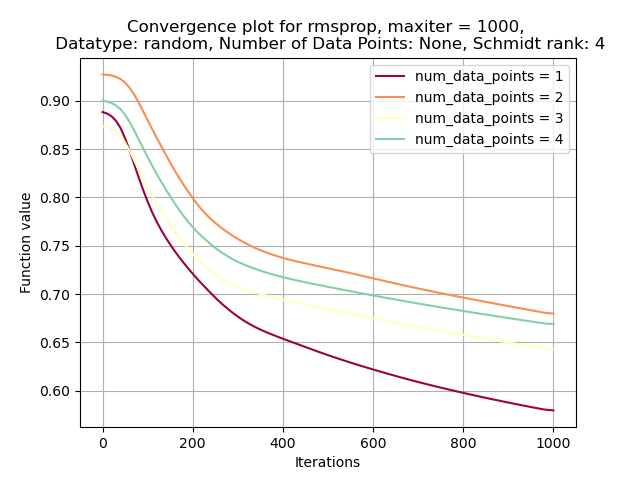 Convergence plot for rmsprop, maxiter = 1000,
Datatype: random, Number of Data Points: None, Schmidt rank: 4
num_data_points = 1
num_data_points = 2
num_data_points = 3
num_data_points = 4
Function value
0.90
0.85
0.80
0.75
0.70
0.65
0.60
0 200 400 600 800 1000
Iterations